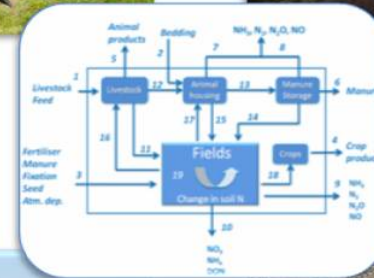 Animal
products
Bedding
NH₃, N₂, N₂O, NO
5
2
7
8
1
Livestock
Feed
Livestock
12
Animal
housing
13
Manure
Storage
6
Manure
16
11
17
15
14
Fertiliser
Manure
Fixation
Seed
Atm. dep.
3
Fields
19
Change in soil N
18
Crops
4
Crop
produc
9
NH₃
N₂
N₂O
NO
10
NO₃
NH₄
DON